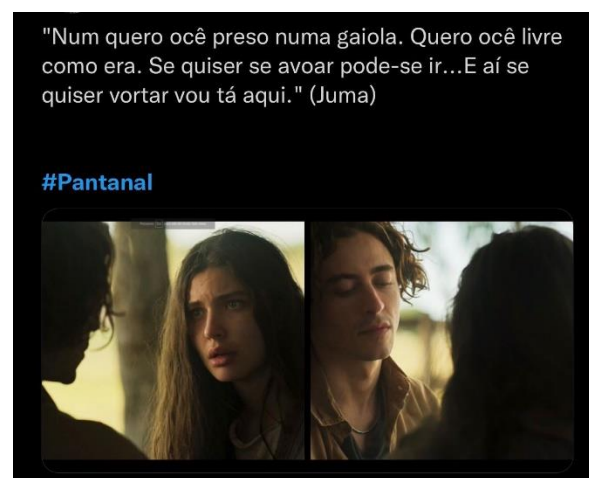 "Num quero ocê preso numa gaiola. Quero ocê livre
como era. Se quiser se avoar pode-se ir...E aí se
quiser vortar vou tá aqui." (Juma)
#Pantanal